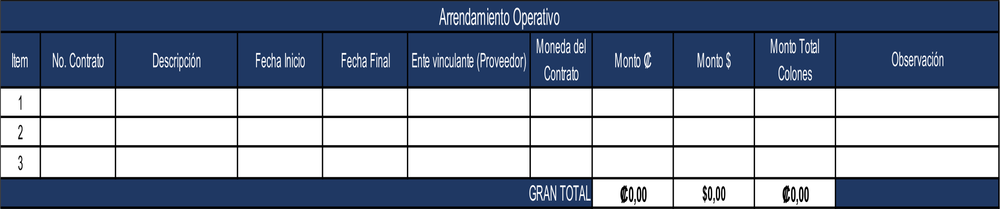 Arrendamiento Operativo
Item No. Contrato Descripción Fecha Inicio Fecha Final Ente vinculante (Proveedor) Moneda del Contrato Monto ₡ Monto $ Monto Total Colones Observación
1
2
3
GRAN TOTAL ₡0,00 $0,00 ₡0,00